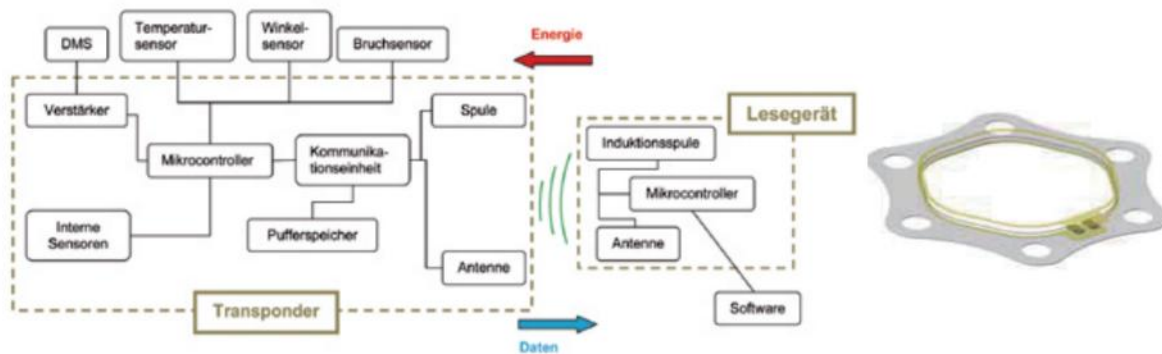 DMS
Temperatur-
sensor
Winkel-
sensor
Bruchsensor
Energie
Verstärker
Spule
Lesegerät
Mikrocontroller
Kommunika-
tionseinheit
Induktionsspule
Mikrocontroller
Interne
Sensoren
Pufferspeicher
Antenne
Antenne
Transponder
Software
Daten